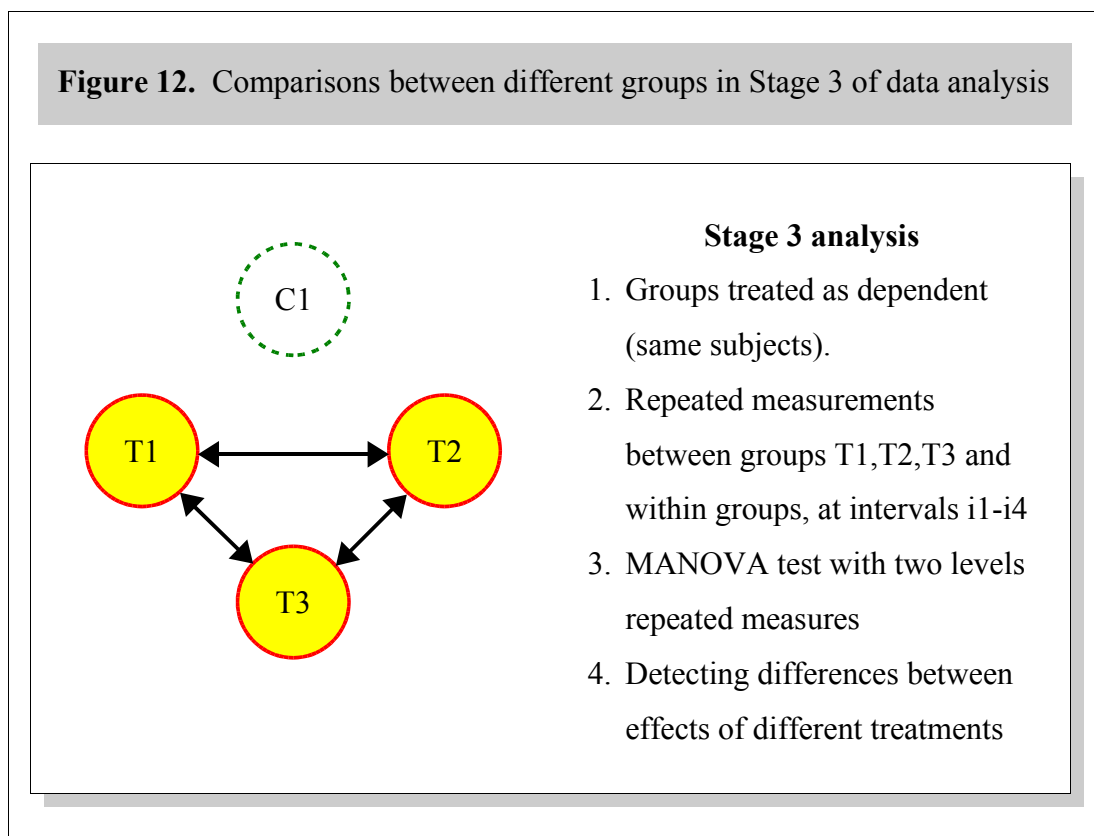 Figure 12. Comparisons between different groups in Stage 3 of data analysis
C1
T1
T2
T3
Stage 3 analysis
1. Groups treated as dependent
(same subjects).
2. Repeated measurements
between groups T1,T2,T3 and
within groups, at intervals i1-i4
3. MANOVA test with two levels
repeated measures
4. Detecting differences between
effects of different treatments